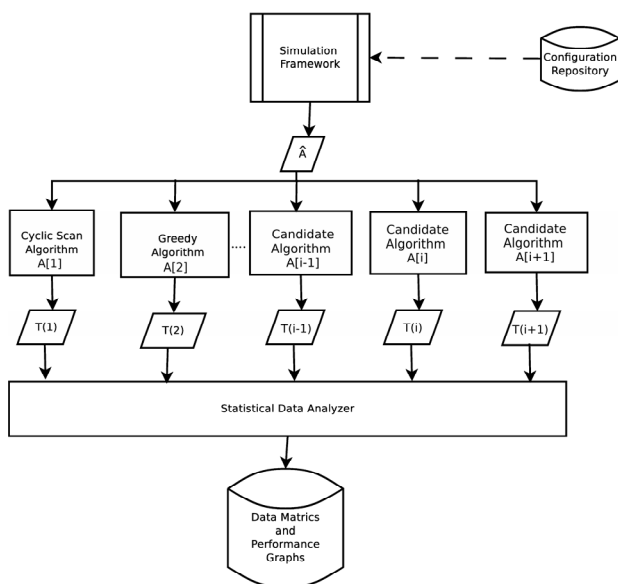 Simulation
Framework
Configuration
Repository
Â
Cyclic Scan
Algorithm
A[1]
Greedy
Algorithm
A[2]
....
Candidate
Algorithm
A[i-1]
Candidate
Algorithm
A[i]
Candidate
Algorithm
A[i+1]
T(1)
T(2)
T(i-1)
T(i)
T(i+1)
Statistical Data Analyzer
Data Matrics
and
Performance
Graphs